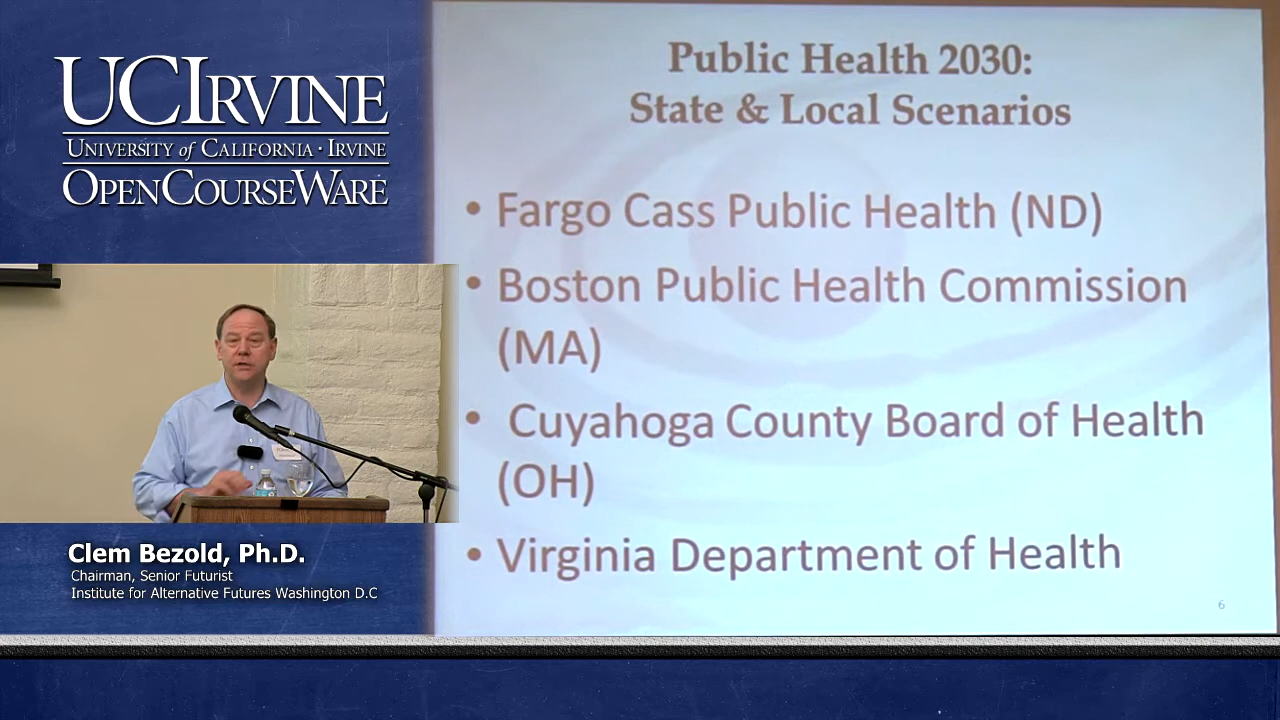 UCIRVINE
UNIVERSITY of CALIFORNIA · IRVINE
OPENCOURSEWARE
Public Health 2030:
State & Local Scenarios
• Fargo Cass Public Health (ND)
• Boston Public Health Commission
(MA)
• Cuyahoga County Board of Health
(OH)
• Virginia Department of Health
6
Clem Bezold, Ph.D.
Chairman, Senior Futurist
Institute for Alternative Futures Washington D.C